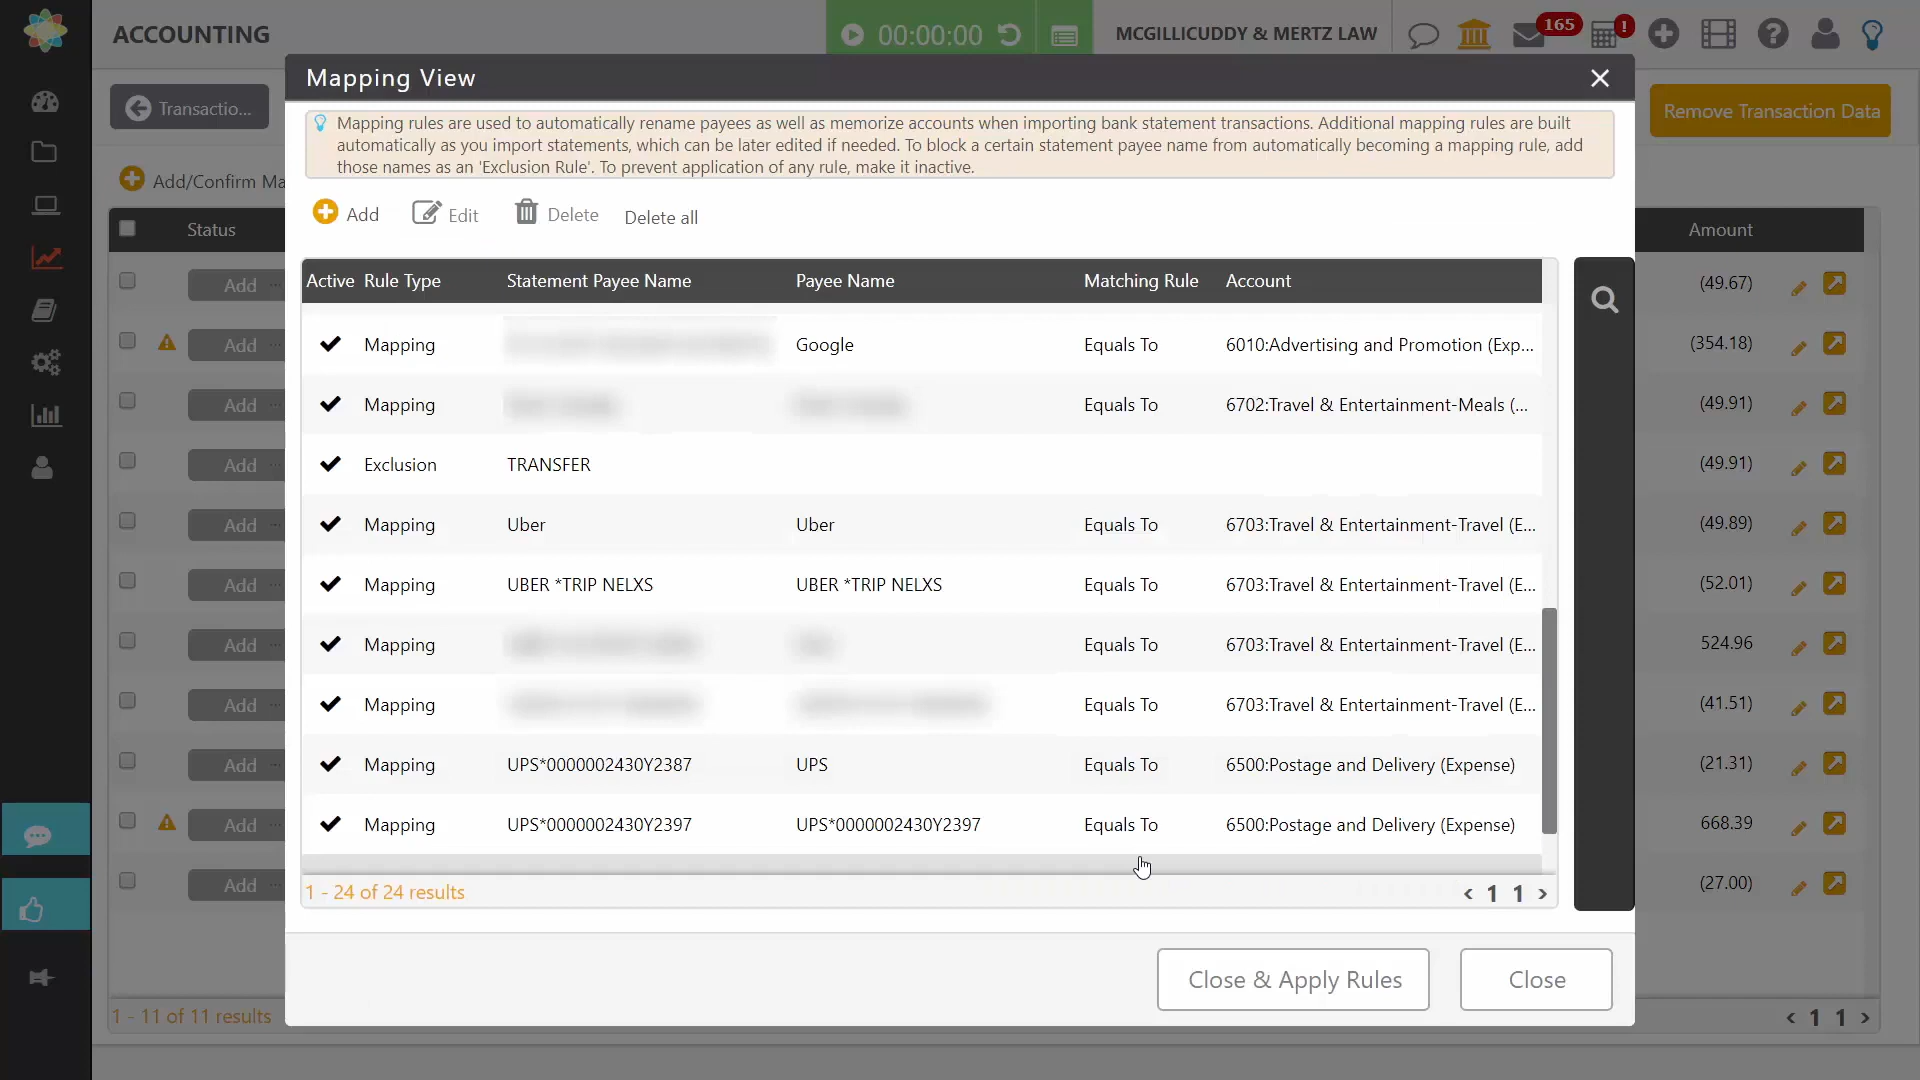 ACCOUNTING
00:00:00
MCGILLICUDDY & MERTZ LAW
165
!
Transactio...
Remove Transaction Data
Mapping View
Mapping rules are used to automatically rename payees as well as memorize accounts when importing bank statement transactions. Additional mapping rules are built
automatically as you import statements, which can be later edited if needed. To block a certain statement payee name from automatically becoming a mapping rule, add
those names as an 'Exclusion Rule'. To prevent application of any rule, make it inactive.
Add/Confirm Ma
Add Edit Delete Delete all
Status Amount
Active Rule Type Statement Payee Name Payee Name Matching Rule Account
Add ... (49.67)
Mapping Google Equals To 6010:Advertising and Promotion (Exp...
Add ... (354.18)
Mapping Equals To 6702:Travel & Entertainment-Meals (...
Add ... (49.91)
Exclusion TRANSFER
Add ... (49.91)
Mapping Uber Uber Equals To 6703:Travel & Entertainment-Travel (E...
Add ... (49.89)
Mapping UBER *TRIP NELXS UBER *TRIP NELXS Equals To 6703:Travel & Entertainment-Travel (E...
Add ... (52.01)
Mapping Equals To 6703:Travel & Entertainment-Travel (E...
Add ... 524.96
Mapping Equals To 6703:Travel & Entertainment-Travel (E...
Add ... (41.51)
Mapping UPS*0000002430Y2387 UPS Equals To 6500:Postage and Delivery (Expense)
Add ... (21.31)
Mapping UPS*0000002430Y2397 UPS*0000002430Y2397 Equals To 6500:Postage and Delivery (Expense)
Add ... 668.39
Add ... (27.00)
1 - 24 of 24 results < 1 1 >
Close & Apply Rules Close
1 - 11 of 11 results < 1 1 >